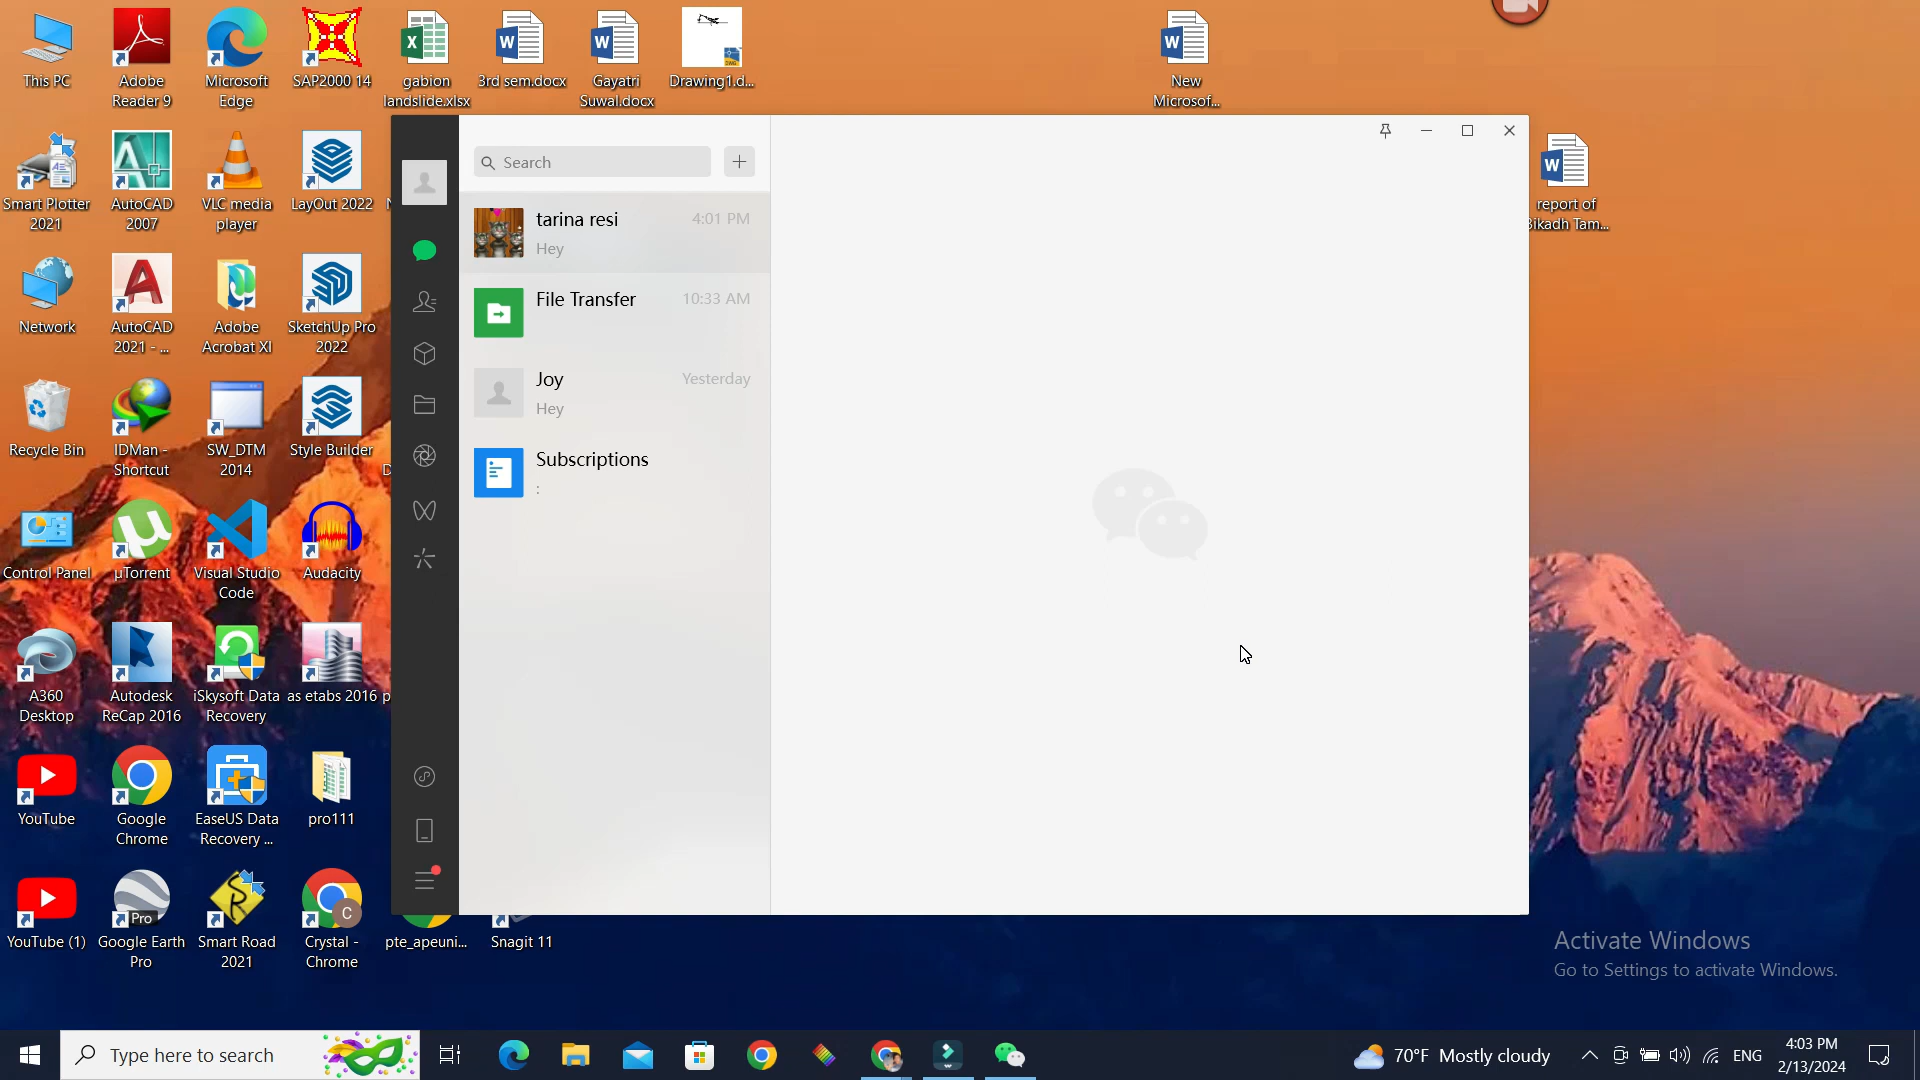 This PC
Adobe
Reader 9
Microsoft
Edge
SAP2000 14
gabion
landslide.xlsx
3rd sem.docx
Gayatri
Suwal.docx
Drawing1.d...
New
Microsof...
Smart Plotter
2021
AutoCAD
2007
VLC media
player
LayOut 2022
report of
Bikadh Tam...
Network
AutoCAD
2021 - ...
Adobe
Acrobat XI
SketchUp Pro
2022
Recycle Bin
IDMan -
Shortcut
SW_DTM
2014
Style Builder
Control Panel
µTorrent
Visual Studio
Code
Audacity
A360
Desktop
Autodesk
ReCap 2016
iSkysoft Data
Recovery
as etabs 2016
YouTube
Google
Chrome
EaseUS Data
Recovery ...
pro111
YouTube (1)
Google Earth
Pro
Smart Road
2021
Crystal -
Chrome
pte_apeuni...
Snagit 11
Search
tarina resi
4:01 PM
Hey
File Transfer
10:33 AM
Joy
Yesterday
Hey
Subscriptions
:
Activate Windows
Go to Settings to activate Windows.
Type here to search
70°F Mostly cloudy
ENG
4:03 PM
2/13/2024